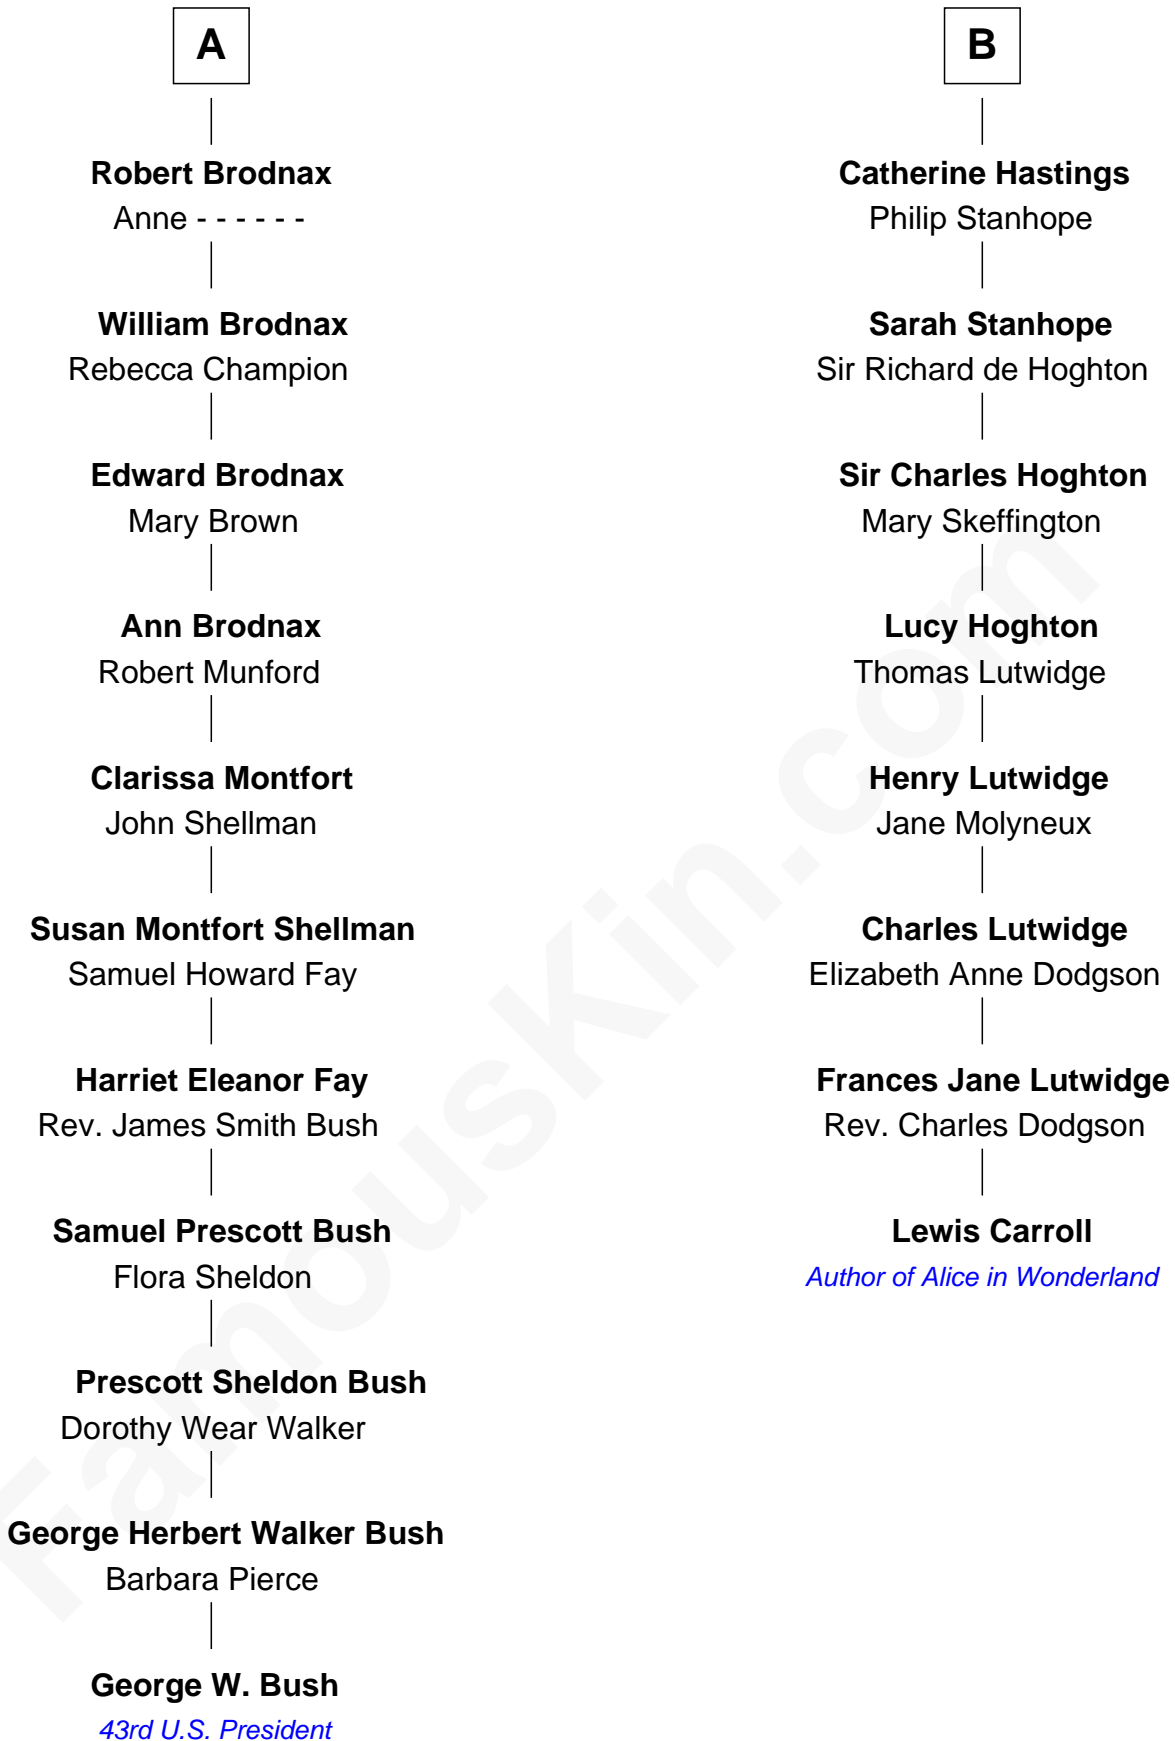 A
Robert Brodnax
Anne - - - - - -
William Brodnax
Rebecca Champion
Edward Brodnax
Mary Brown
Ann Brodnax
Robert Munford
Clarissa Montfort
John Shellman
Susan Montfort Shellman
Samuel Howard Fay
Harriet Eleanor Fay
Rev. James Smith Bush
Samuel Prescott Bush
Flora Sheldon
Prescott Sheldon Bush
Dorothy Wear Walker
George Herbert Walker Bush
Barbara Pierce
George W. Bush
43rd U.S. President
B
Catherine Hastings
Philip Stanhope
Sarah Stanhope
Sir Richard de Hoghton
Sir Charles Hoghton
Mary Skeffington
Lucy Hoghton
Thomas Lutwidge
Henry Lutwidge
Jane Molyneux
Charles Lutwidge
Elizabeth Anne Dodgson
Frances Jane Lutwidge
Rev. Charles Dodgson
Lewis Carroll
Author of Alice in Wonderland
FamousKin.com